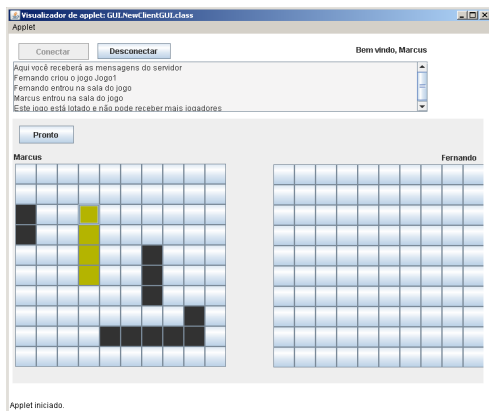 Visualizador de applet: GUI.NewClientGUI.class
Applet
Conectar
Desconectar
Bem vindo, Marcus
Aqui você receberá as mensagens do servidor
Fernando criou o jogo Jogo1
Fernando entrou na sala do jogo
Marcus entrou na sala do jogo
Este jogo está lotado e não pode receber mais jogadores
Pronto
Marcus
Fernando
Applet iniciado.